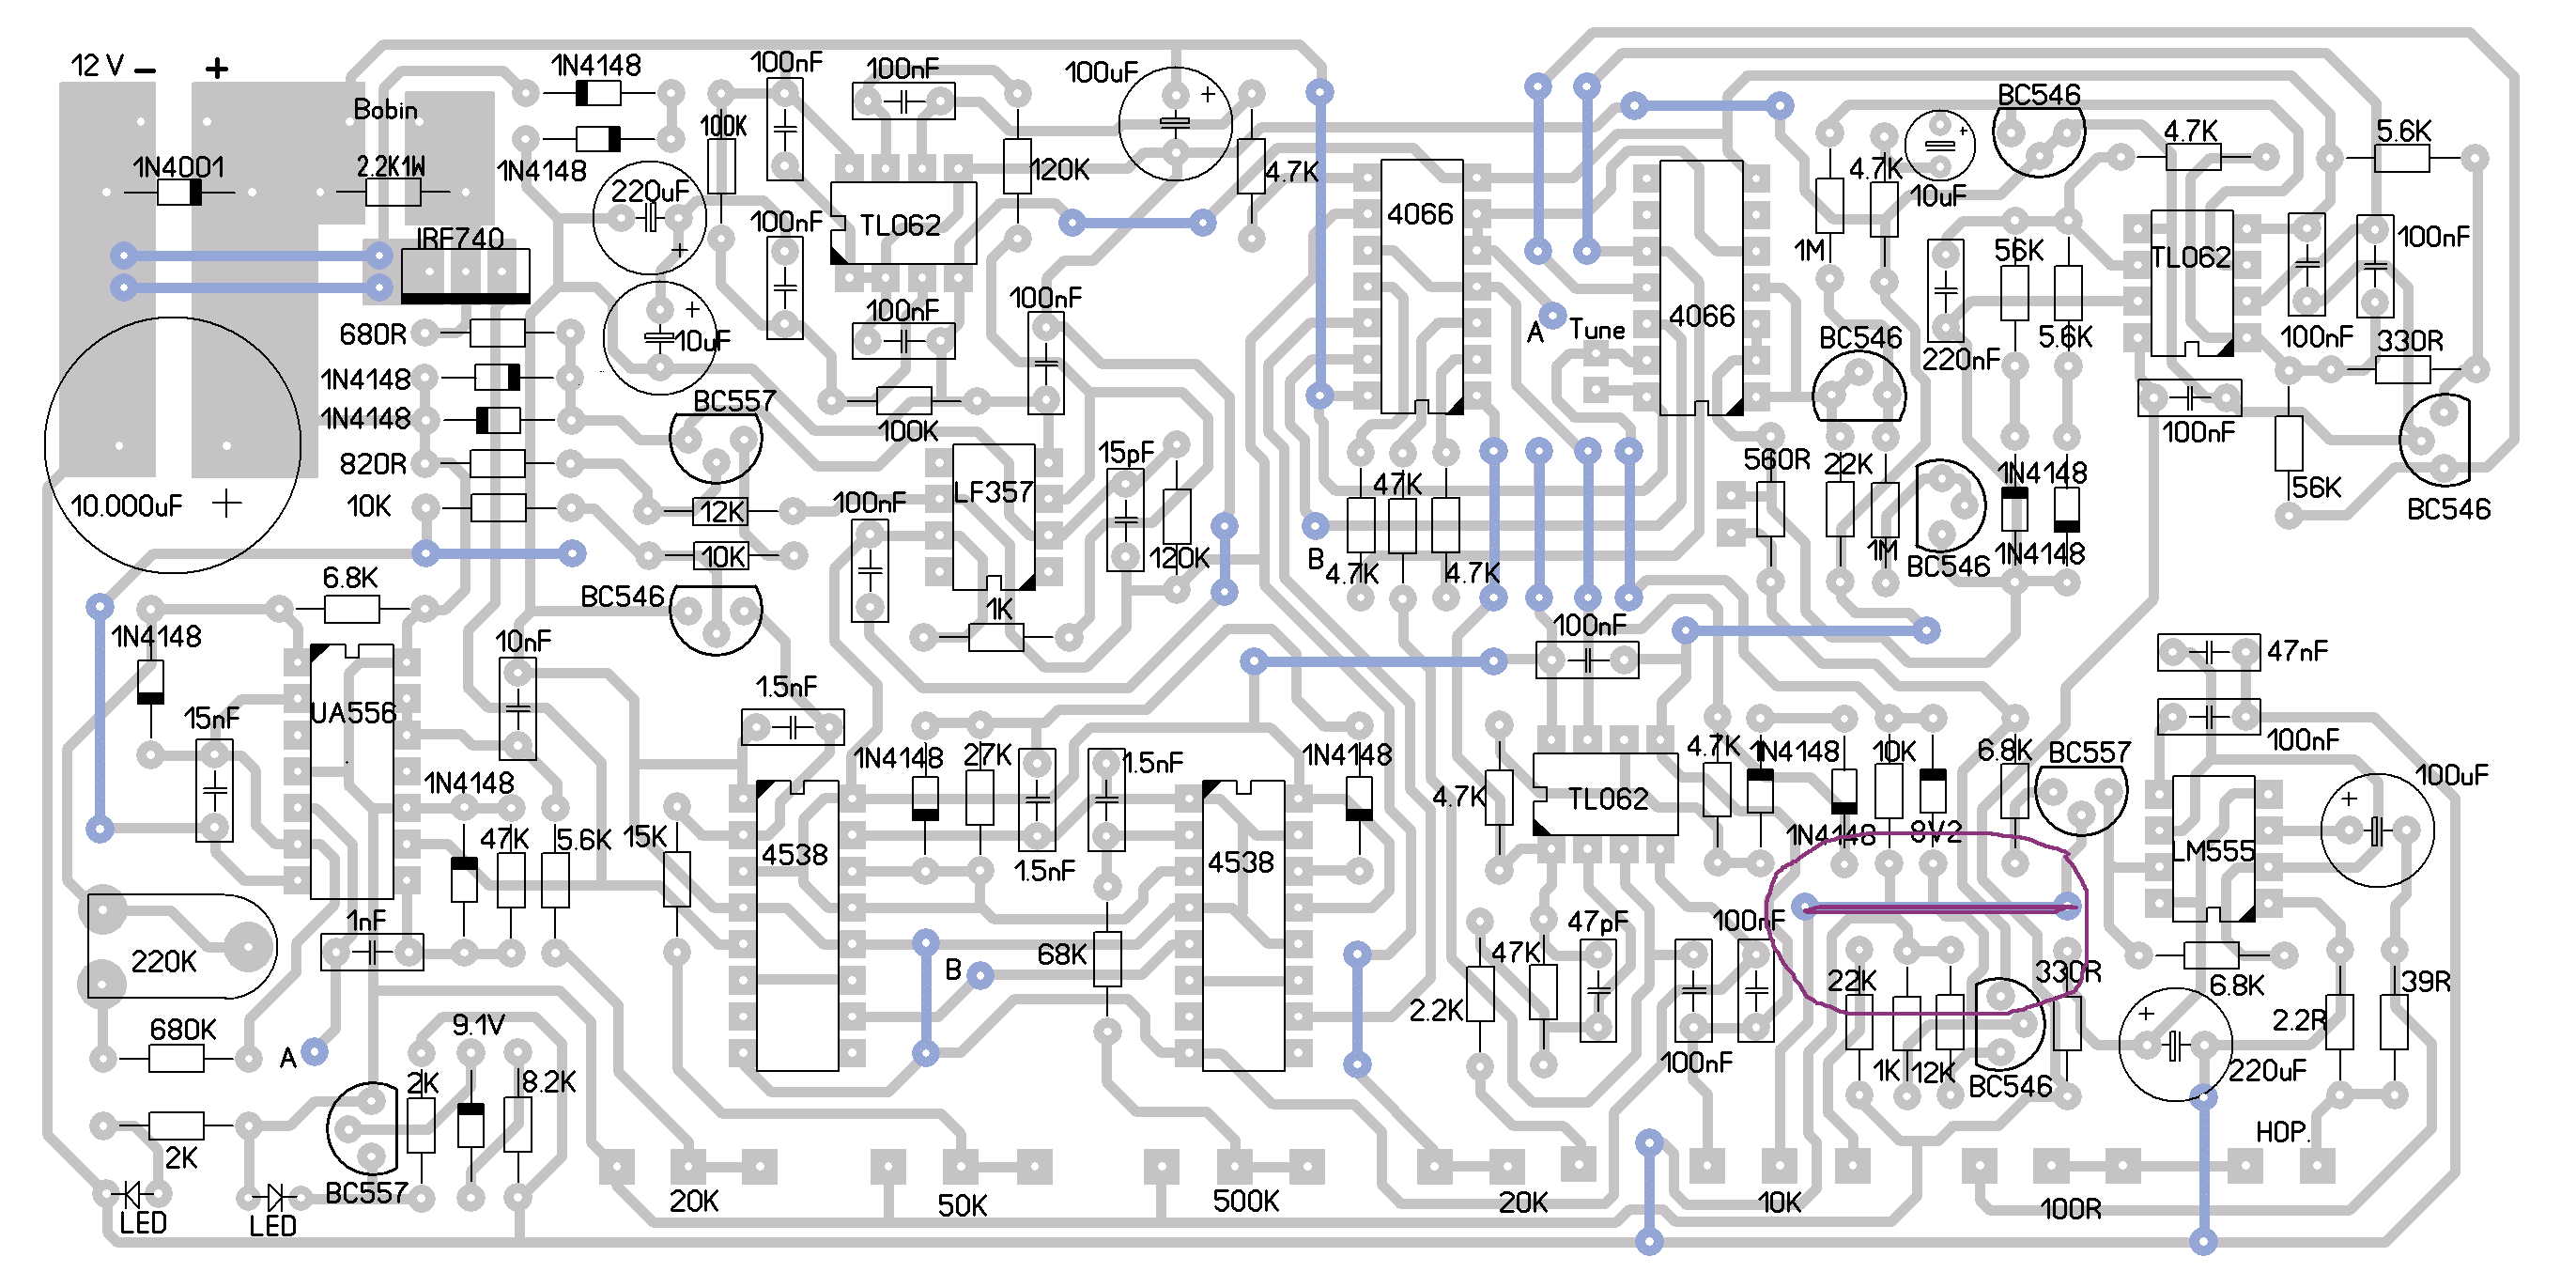 12 V - +
1N4148
100nF
100nF
100uF +
BC546
Bobin
100K
4.7K
5.6K
1N4001
2.2K1W
1N4148
120K
4.7K
4.7K
+
10uF
220uF
+
100nF
TL062
4066
1M
56K
TL062
100nF
IRF740
100nF
100nF
A
Tune
4066
BC546
220nF
5.6K
100nF
330R
680R
+
10uF
1N4148
1N4148
BC557
100K
100nF
820R
15pF
560R
22K
1N4148
56K
10.000uF +
10K
12K
100nF
LF357
47K
BC546
10K
120K
B
4.7K
4.7K
1M
BC546
1N4148
6.8K
BC546
1K
1N4148
10nF
100nF
47nF
15nF
UA556
1.5nF
100nF
1N4148
27K
1.5nF
1N4148
4.7K
1N4148
10K
6.8K
BC557
100uF
+
1N4148
4.7K
TL062
47K
5.6K
15K
4538
1.5nF
4538
1N4148
8V2
LM555
1nF
47pF
100nF
220K
B
68K
47K
22K
330R
6.8K
39R
2.2K
+
2.2R
680K
9.1V
A
100nF
1K
12K
BC546
220uF
2K
8.2K
2K
HOP.
BC557
LED
LED
20K
50K
500K
20K
10K
100R